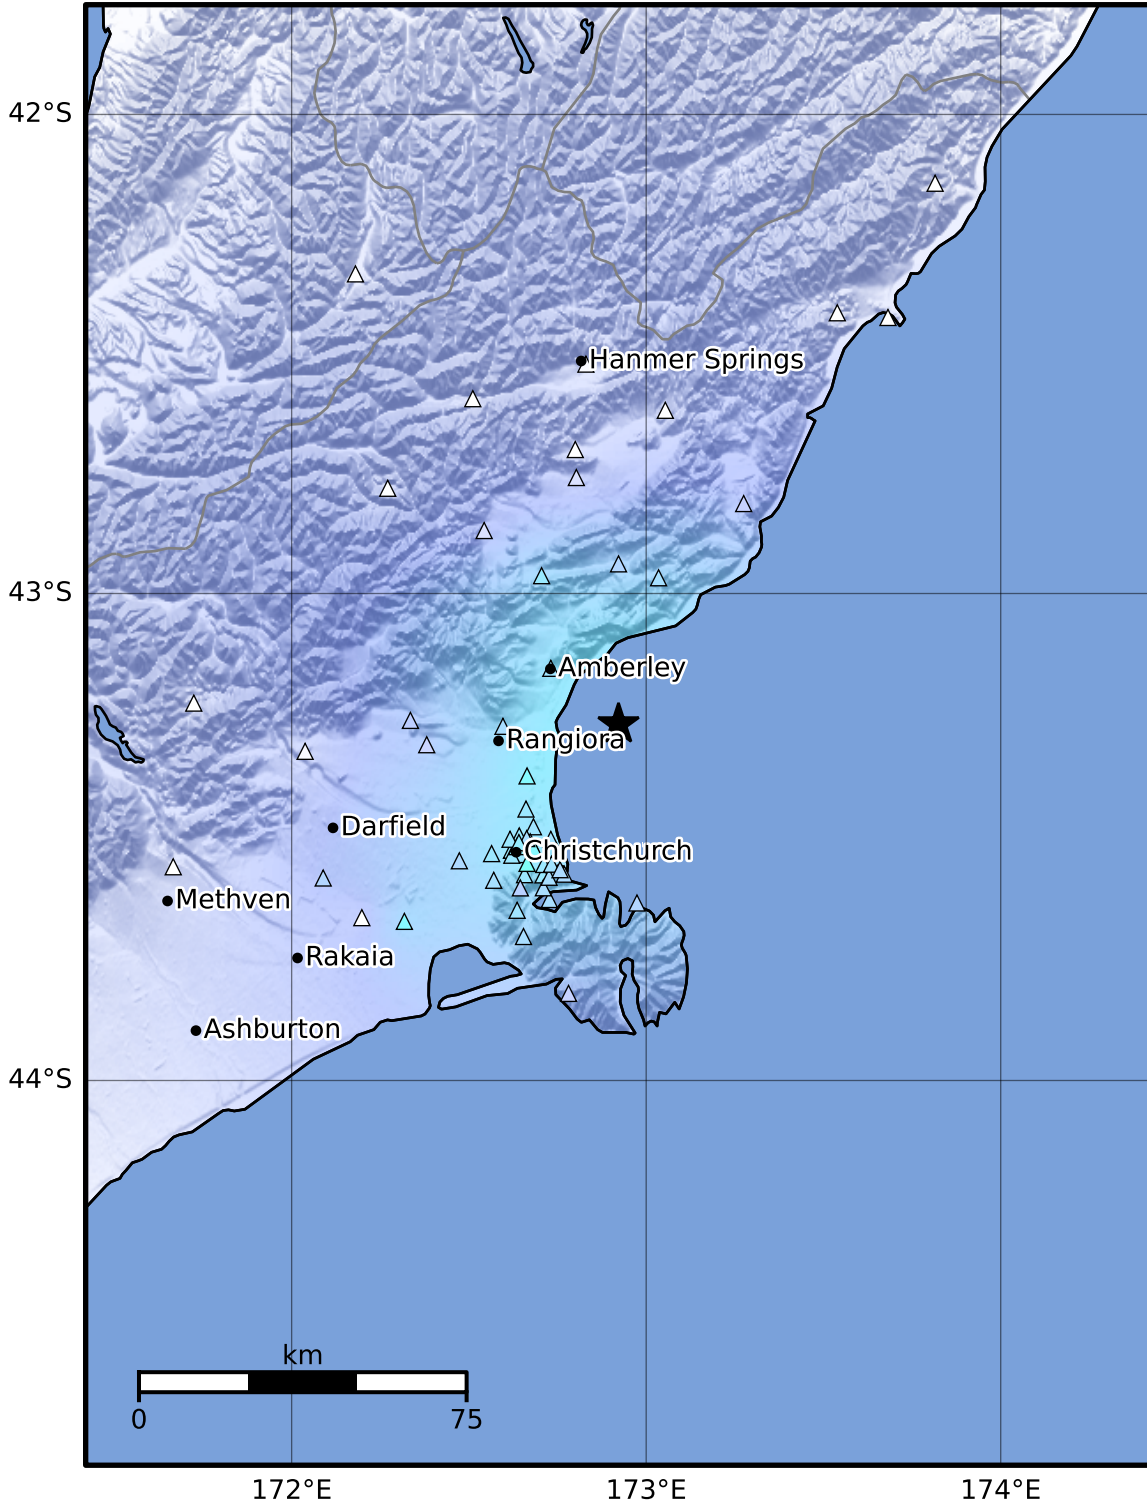 42°S
Hanmer Springs
43°S
Amberley
Rangiora
Darfield
Christchurch
Methven
Rakaia
Ashburton
44°S
km
0 75
172°E 173°E 174°E